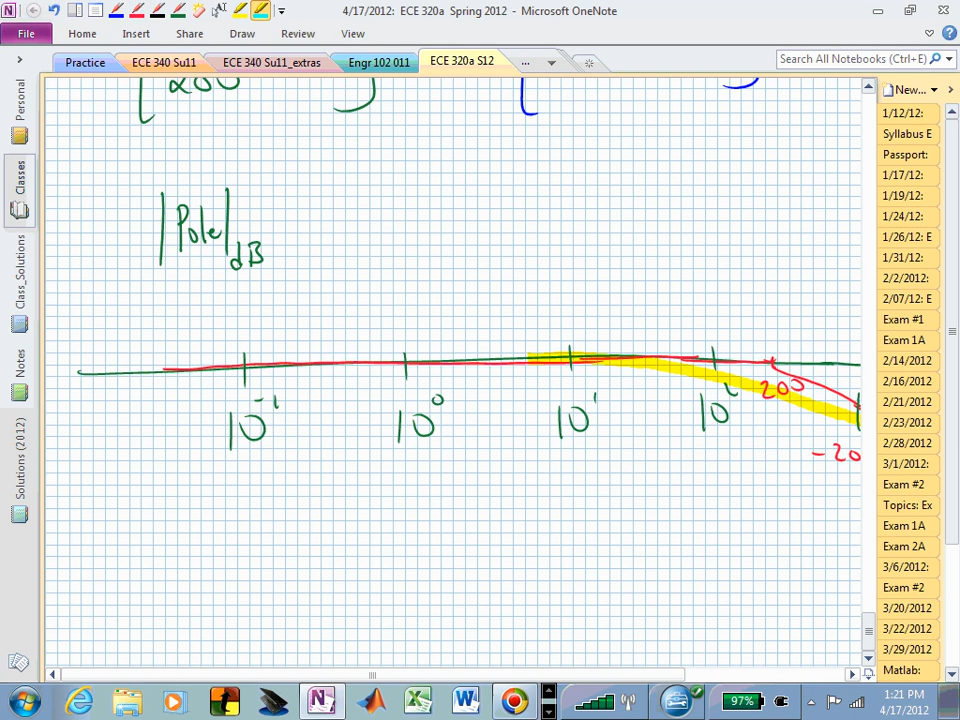 4/17/2012: ECE 320a Spring 2012 - Microsoft OneNote
File Home Insert Share Draw Review View
Practice ECE 340 Su11 ECE 340 Su11_extras Engr 102 011 ECE 320a S12 ...
Search All Notebooks (Ctrl+E)
Personal
Classes
Class_Solutions
Notes
Solutions (2012)
200
|Pole|dB
10⁻¹ 10⁰ 10¹ 10² 200
-20
New...
1/12/12:
Syllabus E
Passport:
1/17/12:
1/19/12:
1/24/12:
1/26/12: E
1/31/12:
2/2/2012:
2/07/12: E
Exam #1
Exam 1A
2/14/2012
2/16/2012
2/21/2012
2/23/2012
2/28/2012
3/1/2012:
Exam #2
Topics: Ex
Exam 1A
Exam 2A
3/6/2012:
Exam #2
3/20/2012
3/22/2012
3/29/2012
Matlab:
97%
1:21 PM
4/17/2012